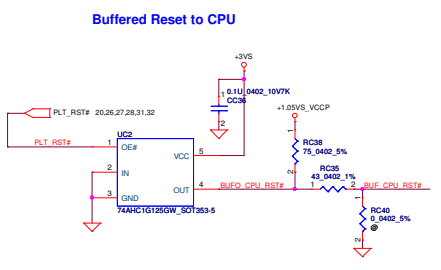 Buffered Reset to CPU
+3VS
1 0.1U_0402_10V7K
CC36
2
PLT_RST# 20,26,27,28,31,32
+1.05VS_VCCP
PLT_RST#
UC2
1 OE#
VCC 5
2 IN
3 GND
OUT 4
74AHC1G125GW_SOT353-5
BUFO_CPU_RST#
1
RC38
75_0402_5%
2
RC35
43_0402_1%
1 2
BUF_CPU_RST#
1
RC40
0_0402_5%
@
2